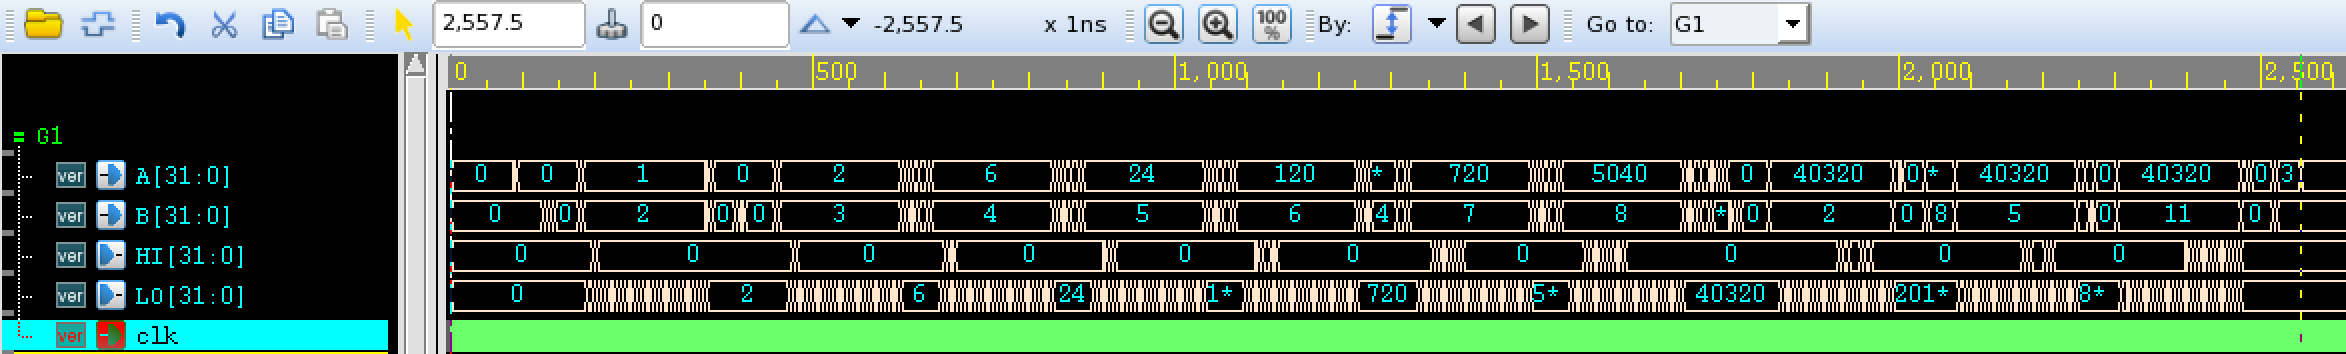 2,557.5 0 -2,557.5 x 1ns 100 % By: Go to: G1
0 500 1,000 1,500 2,000 2,500
= G1
ver A[31:0] 0 0 1 0 2 6 24 120 * 720 5040 0 40320 0 * 40320 0 40320 0 3
ver B[31:0] 0 0 2 0 0 3 4 5 6 4 7 8 * 0 2 0 8 5 0 11 0
ver HI[31:0] 0 0 0 0 0 0 0 0 0 0
ver LO[31:0] 0 2 6 24 1* 720 5* 40320 201* 8*
ver clk